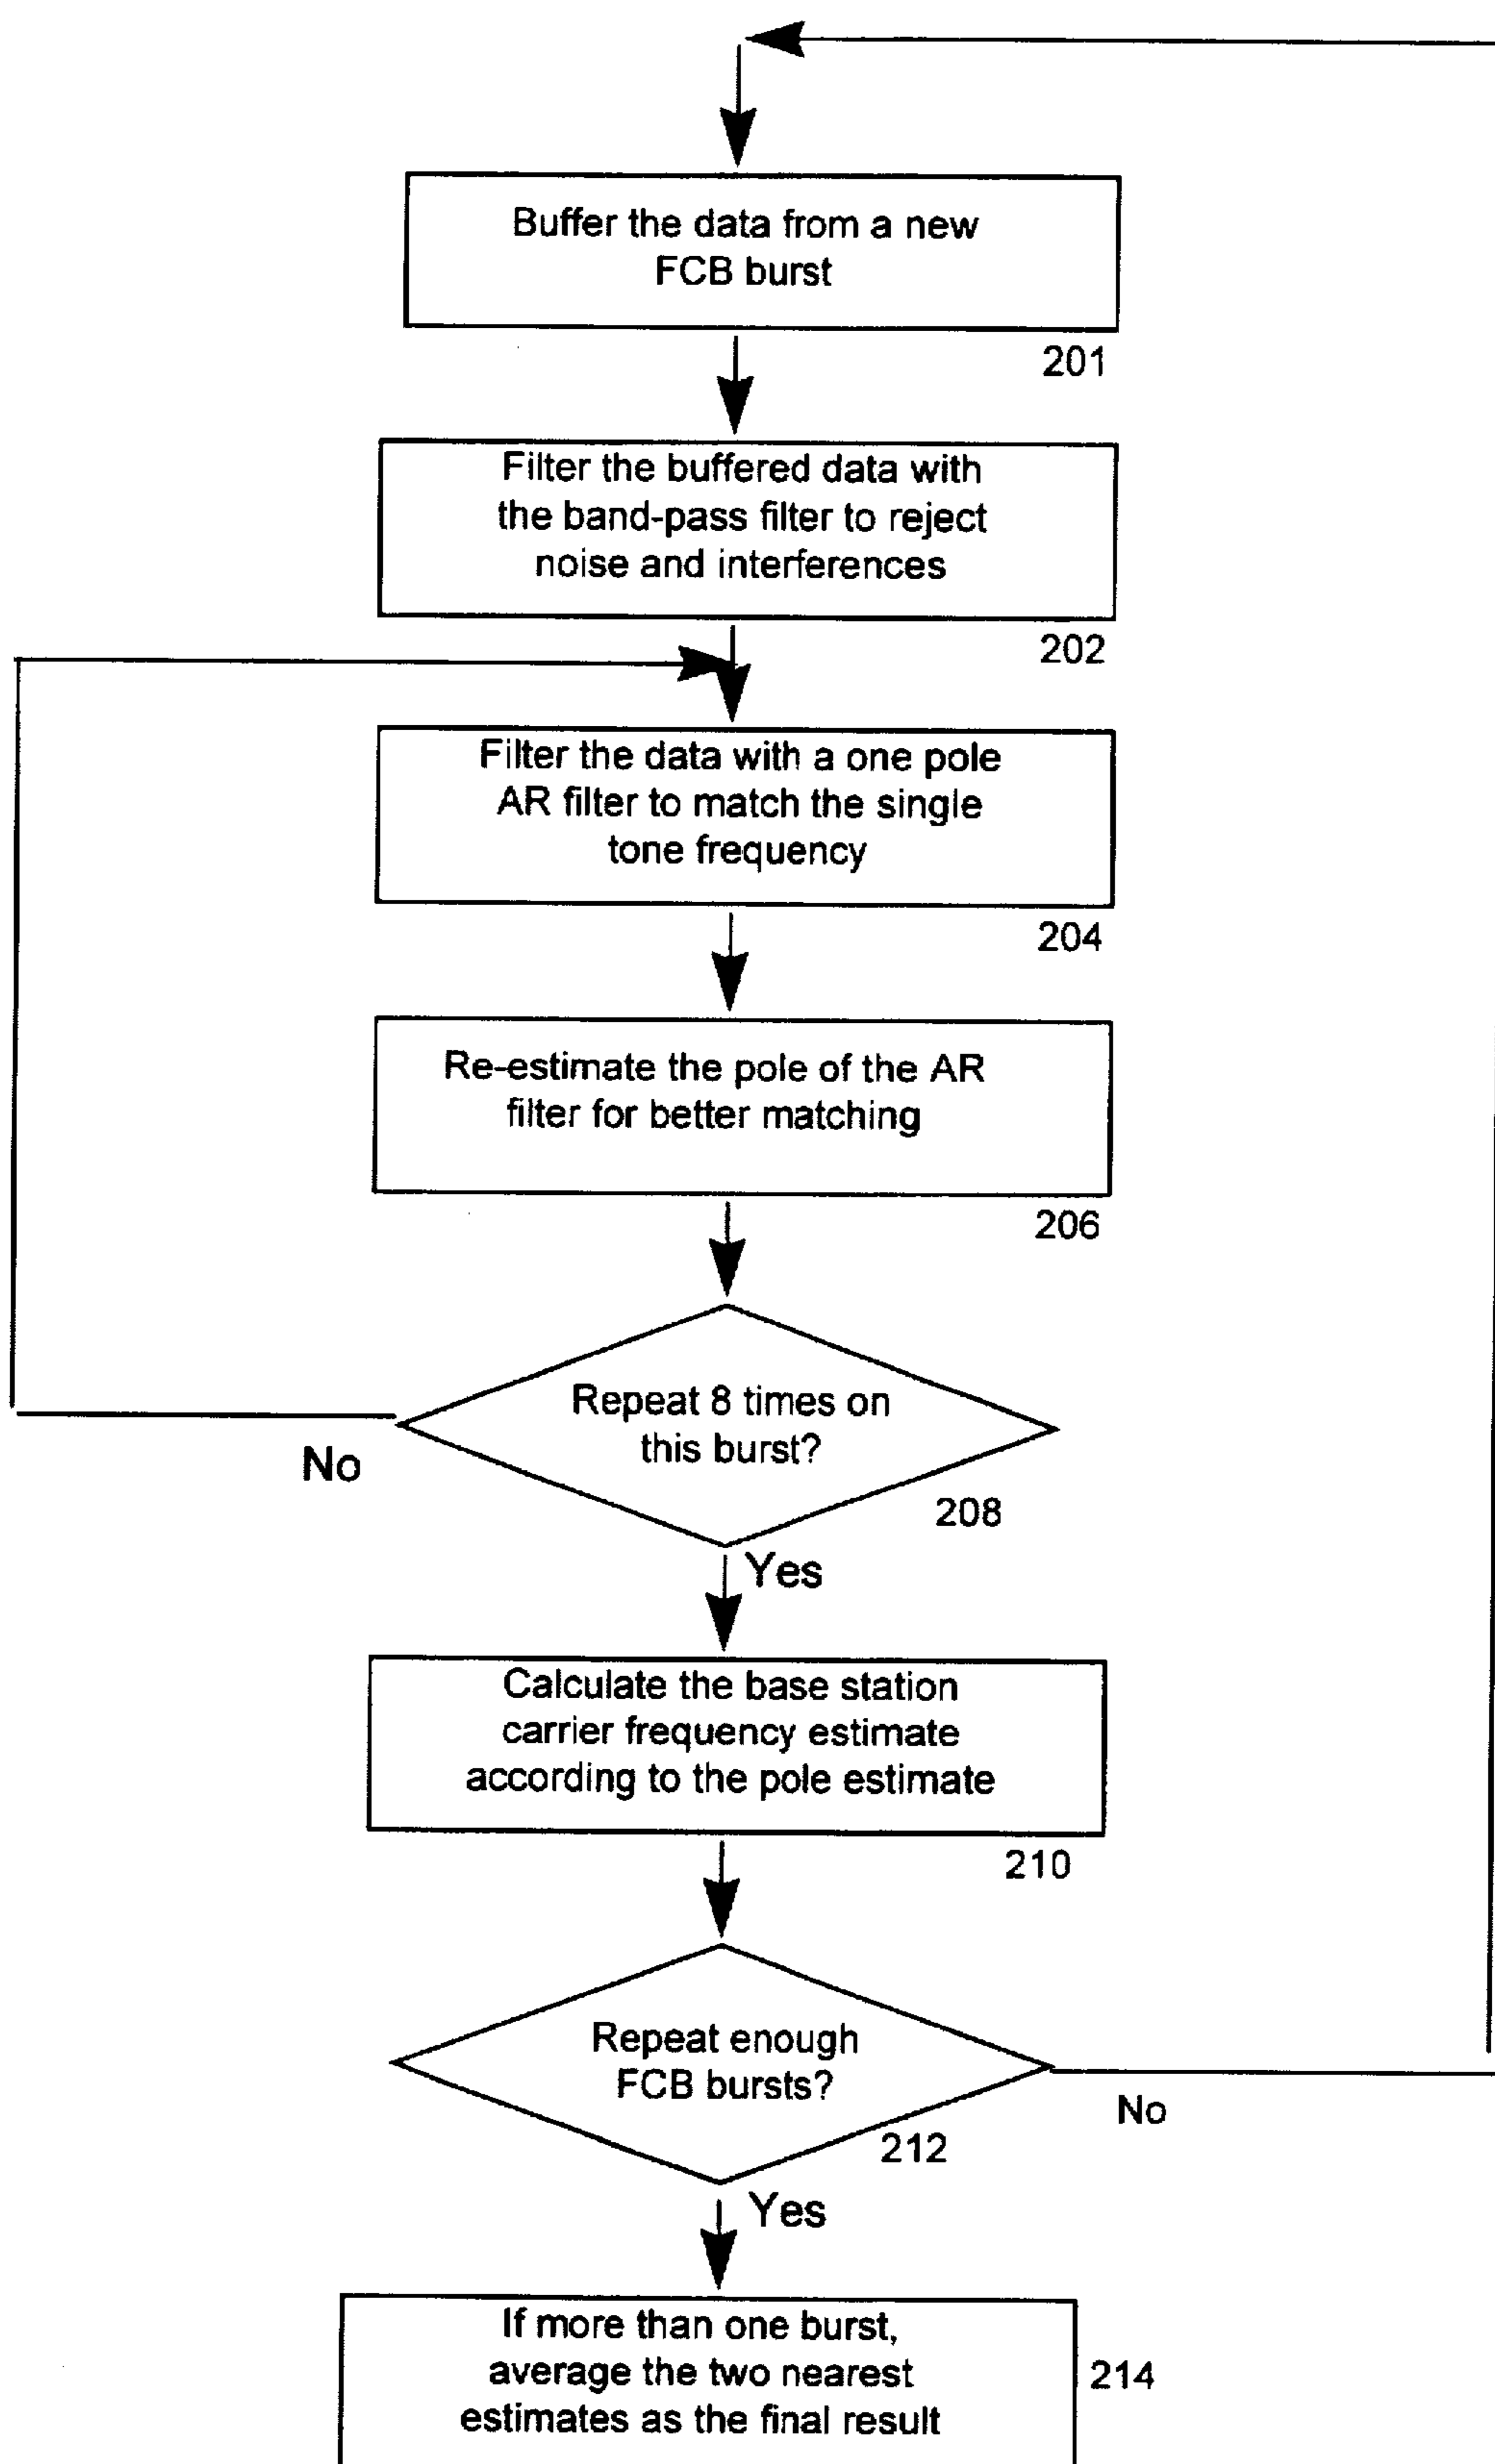 Buffer the data from a new
FCB burst
201
Filter the buffered data with
the band-pass filter to reject
noise and interferences
202
Filter the data with a one pole
AR filter to match the single
tone frequency
204
Re-estimate the pole of the AR
filter for better matching
206
Repeat 8 times on
this burst?
No
208
Yes
Calculate the base station
carrier frequency estimate
according to the pole estimate
210
Repeat enough
FCB bursts?
No
212
Yes
If more than one burst,
average the two nearest
estimates as the final result
214